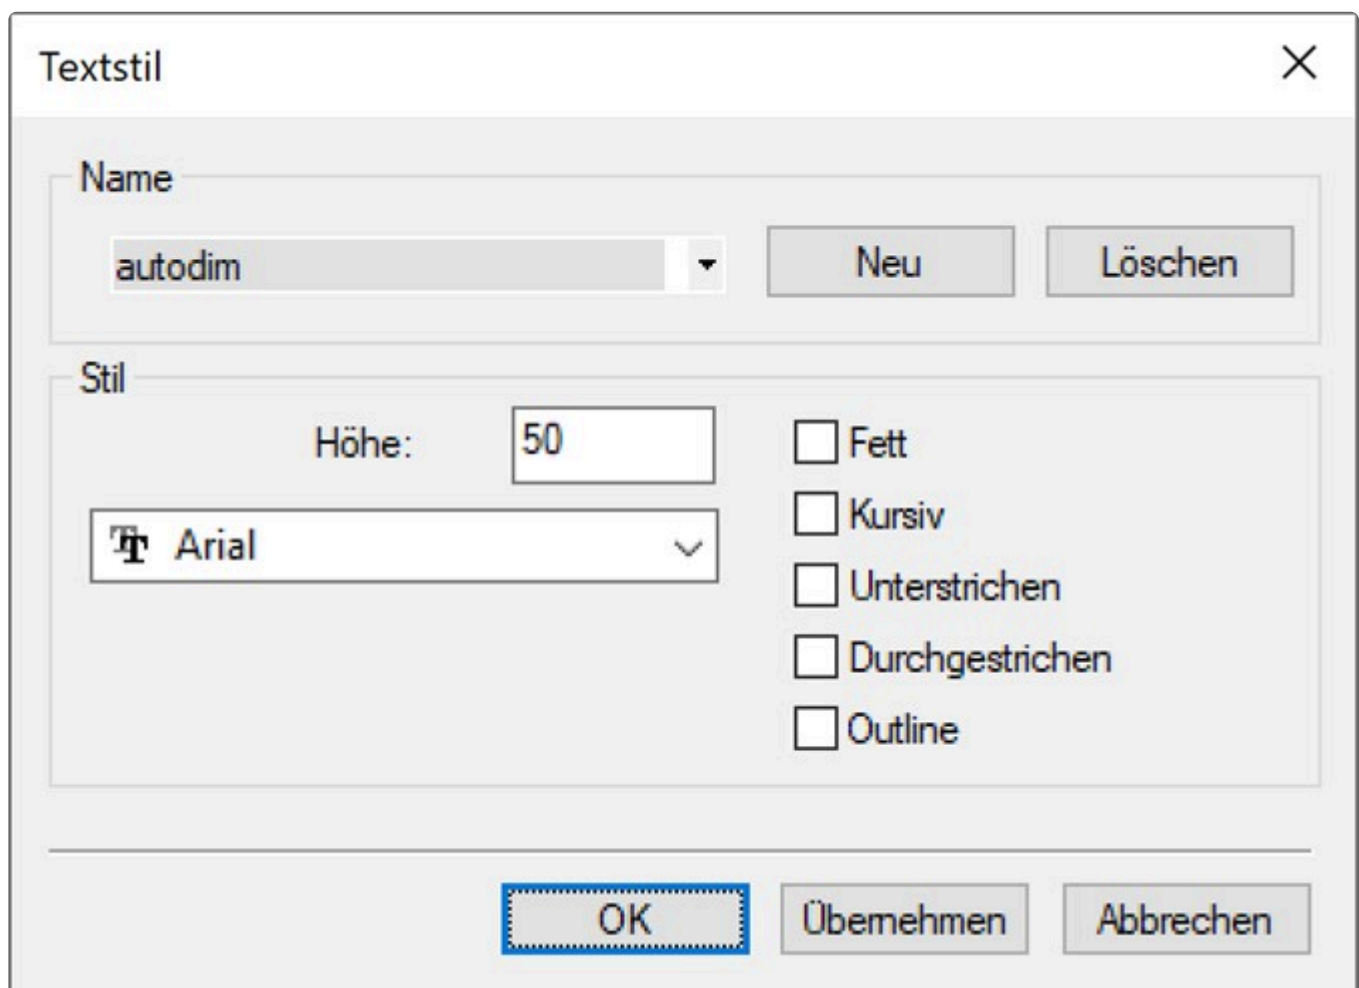 Textstil
Name
autodim
Neu
Löschen
Stil
Höhe:
50
Fett
Arial
Kursiv
Unterstrichen
Durchgestrichen
Outline
OK
Übernehmen
Abbrechen